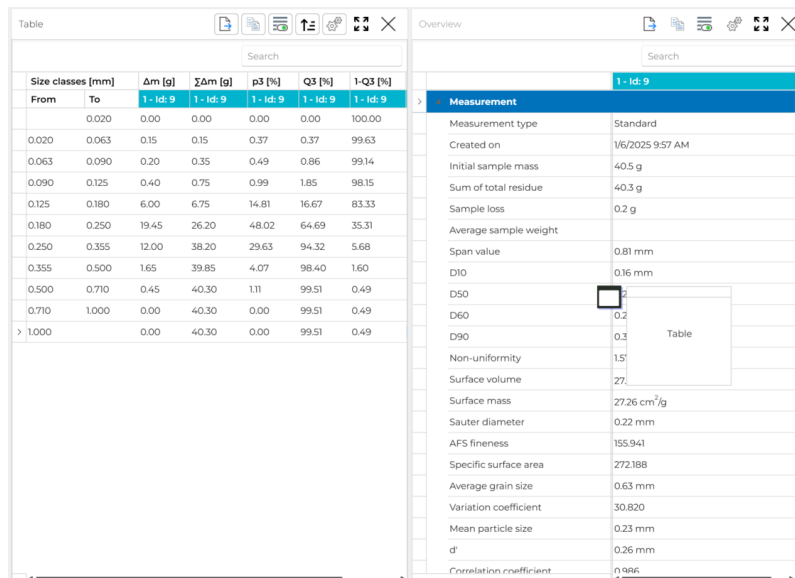 Table
Search
Size classes [mm] Δm [g] ∑Δm [g] p3 [%] Q3 [%] 1-Q3 [%]
From To 1 - Id: 9 1 - Id: 9 1 - Id: 9 1 - Id: 9 1 - Id: 9
0.020 0.00 0.00 0.00 0.00 100.00
0.020 0.063 0.15 0.15 0.37 0.37 99.63
0.063 0.090 0.20 0.35 0.49 0.86 99.14
0.090 0.125 0.40 0.75 0.99 1.85 98.15
0.125 0.180 6.00 6.75 14.81 16.67 83.33
0.180 0.250 19.45 26.20 48.02 64.69 35.31
0.250 0.355 12.00 38.20 29.63 94.32 5.68
0.355 0.500 1.65 39.85 4.07 98.40 1.60
0.500 0.710 0.45 40.30 1.11 99.51 0.49
0.710 1.000 0.00 40.30 0.00 99.51 0.49
1.000 0.00 40.30 0.00 99.51 0.49
Overview
Search
1 - Id: 9
Measurement
Measurement type Standard
Created on 1/6/2025 9:57 AM
Initial sample mass 40.5 g
Sum of total residue 40.3 g
Sample loss 0.2 g
Average sample weight
Span value 0.81 mm
D10 0.16 mm
D50
D60
D90
Table
Non-uniformity
Surface volume
Surface mass 27.26 cm²/g
Sauter diameter 0.22 mm
AFS fineness 155.941
Specific surface area 272.188
Average grain size 0.63 mm
Variation coefficient 30.820
Mean particle size 0.23 mm
d' 0.26 mm
Correlation coefficient 0.986